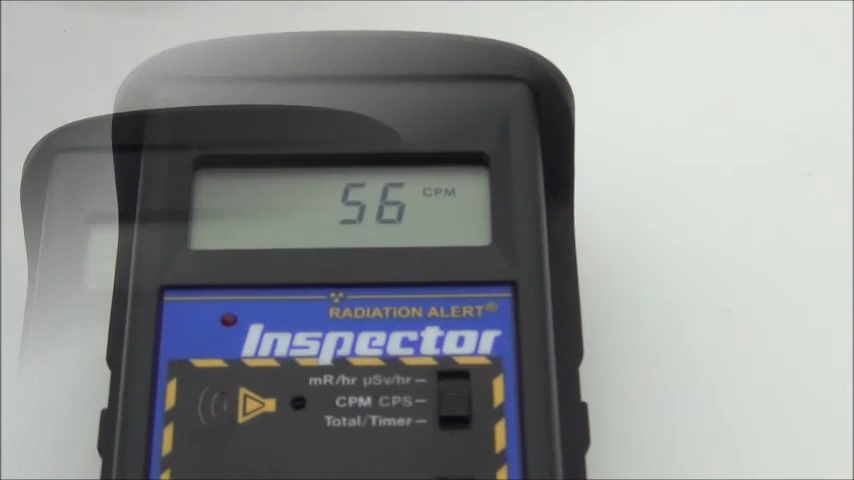 56 CPM
RADIATION ALERT®
Inspector
mR/hr µSv/hr
CPM CPS
Total/Timer